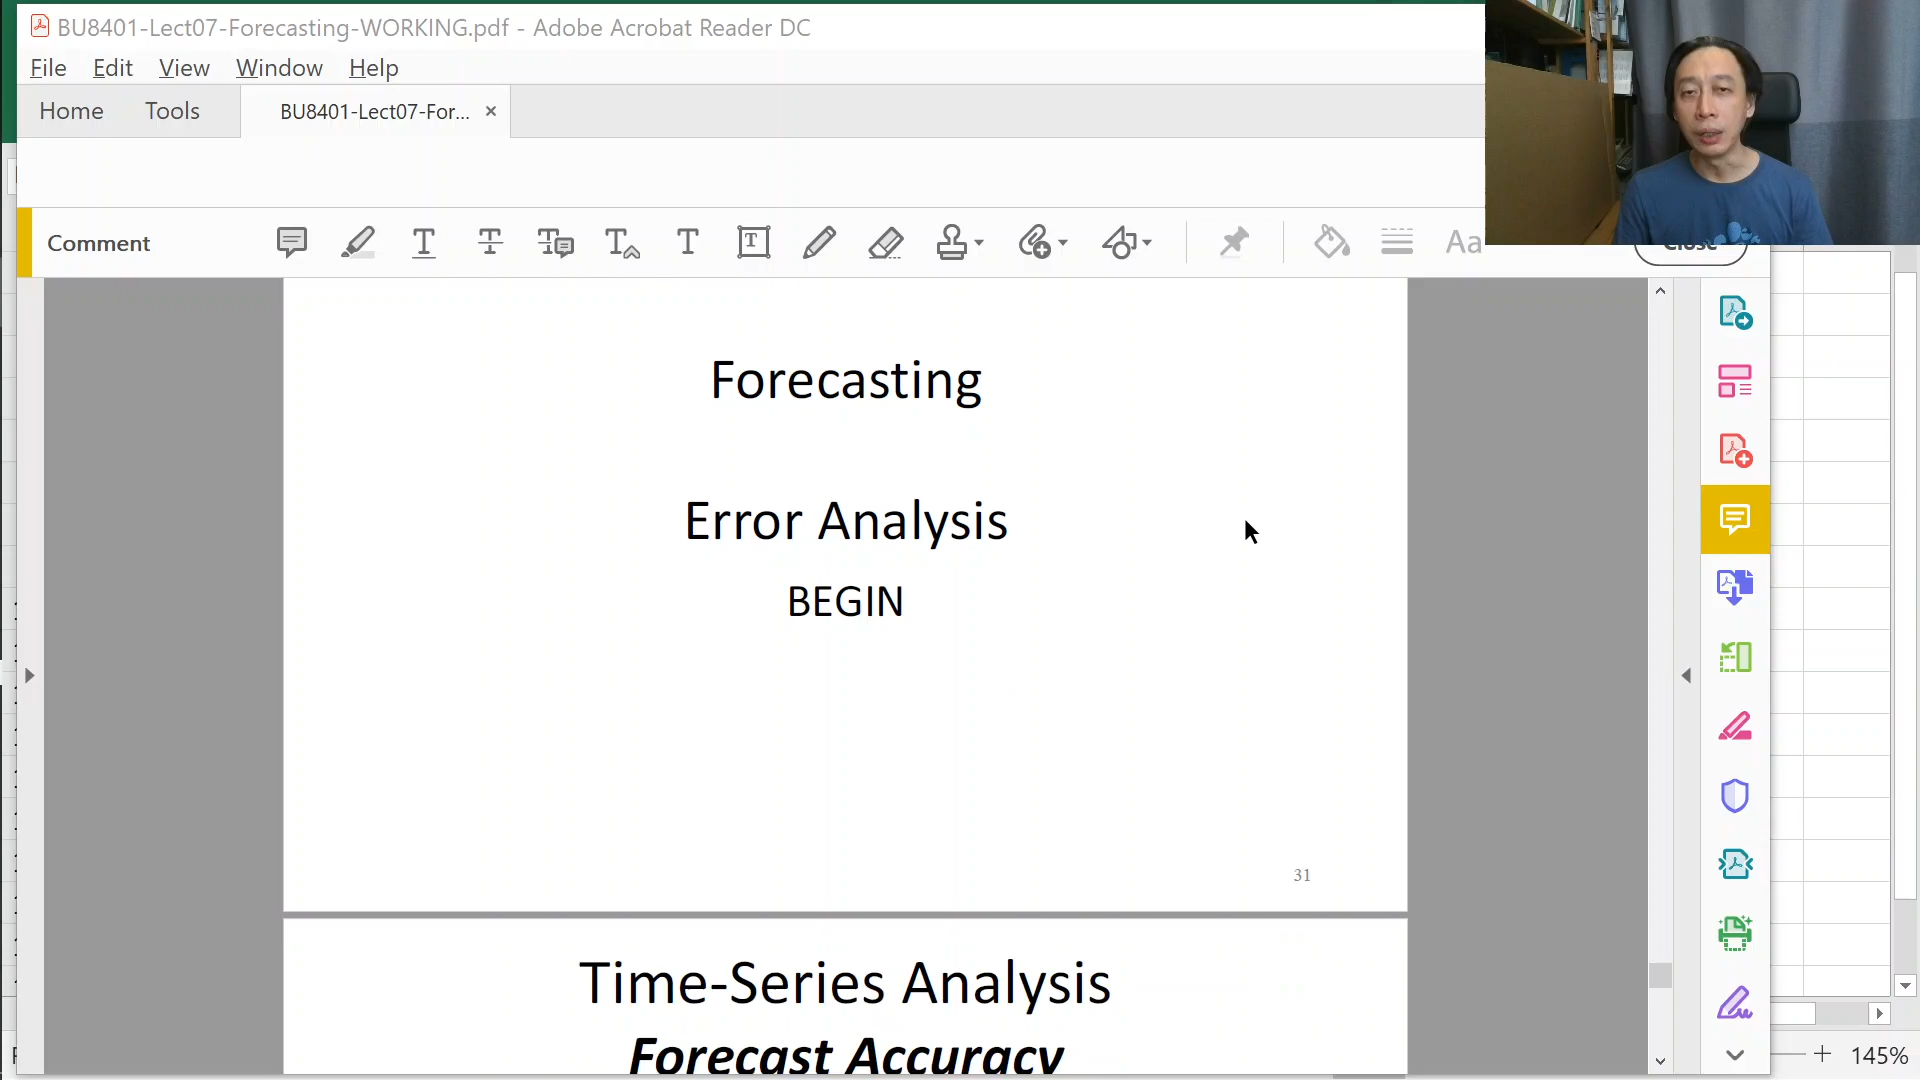 BU8401-Lect07-Forecasting-WORKING.pdf - Adobe Acrobat Reader DC
File Edit View Window Help
Home Tools BU8401-Lect07-For... ×
Comment
Close
Forecasting
Error Analysis
BEGIN
31
Time-Series Analysis
Forecast Accuracy
145%